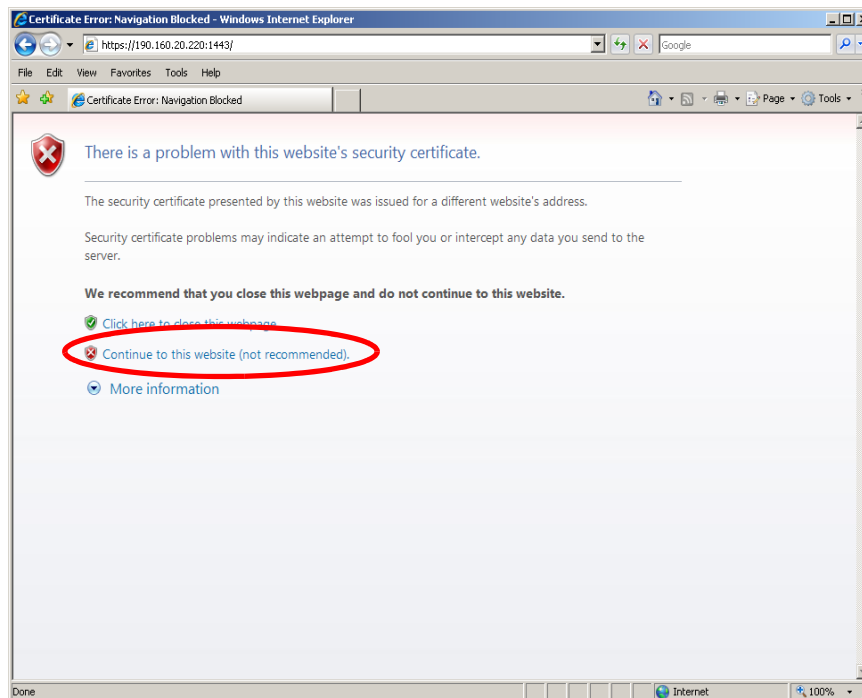 Certificate Error: Navigation Blocked - Windows Internet Explorer
https://190.160.20.220:1443/
Google
File Edit View Favorites Tools Help
Certificate Error: Navigation Blocked
Page Tools
There is a problem with this website's security certificate.
The security certificate presented by this website was issued for a different website's address.
Security certificate problems may indicate an attempt to fool you or intercept any data you send to the
server.
We recommend that you close this webpage and do not continue to this website.
Click here to close this webpage.
Continue to this website (not recommended).
More information
Done Internet 100%